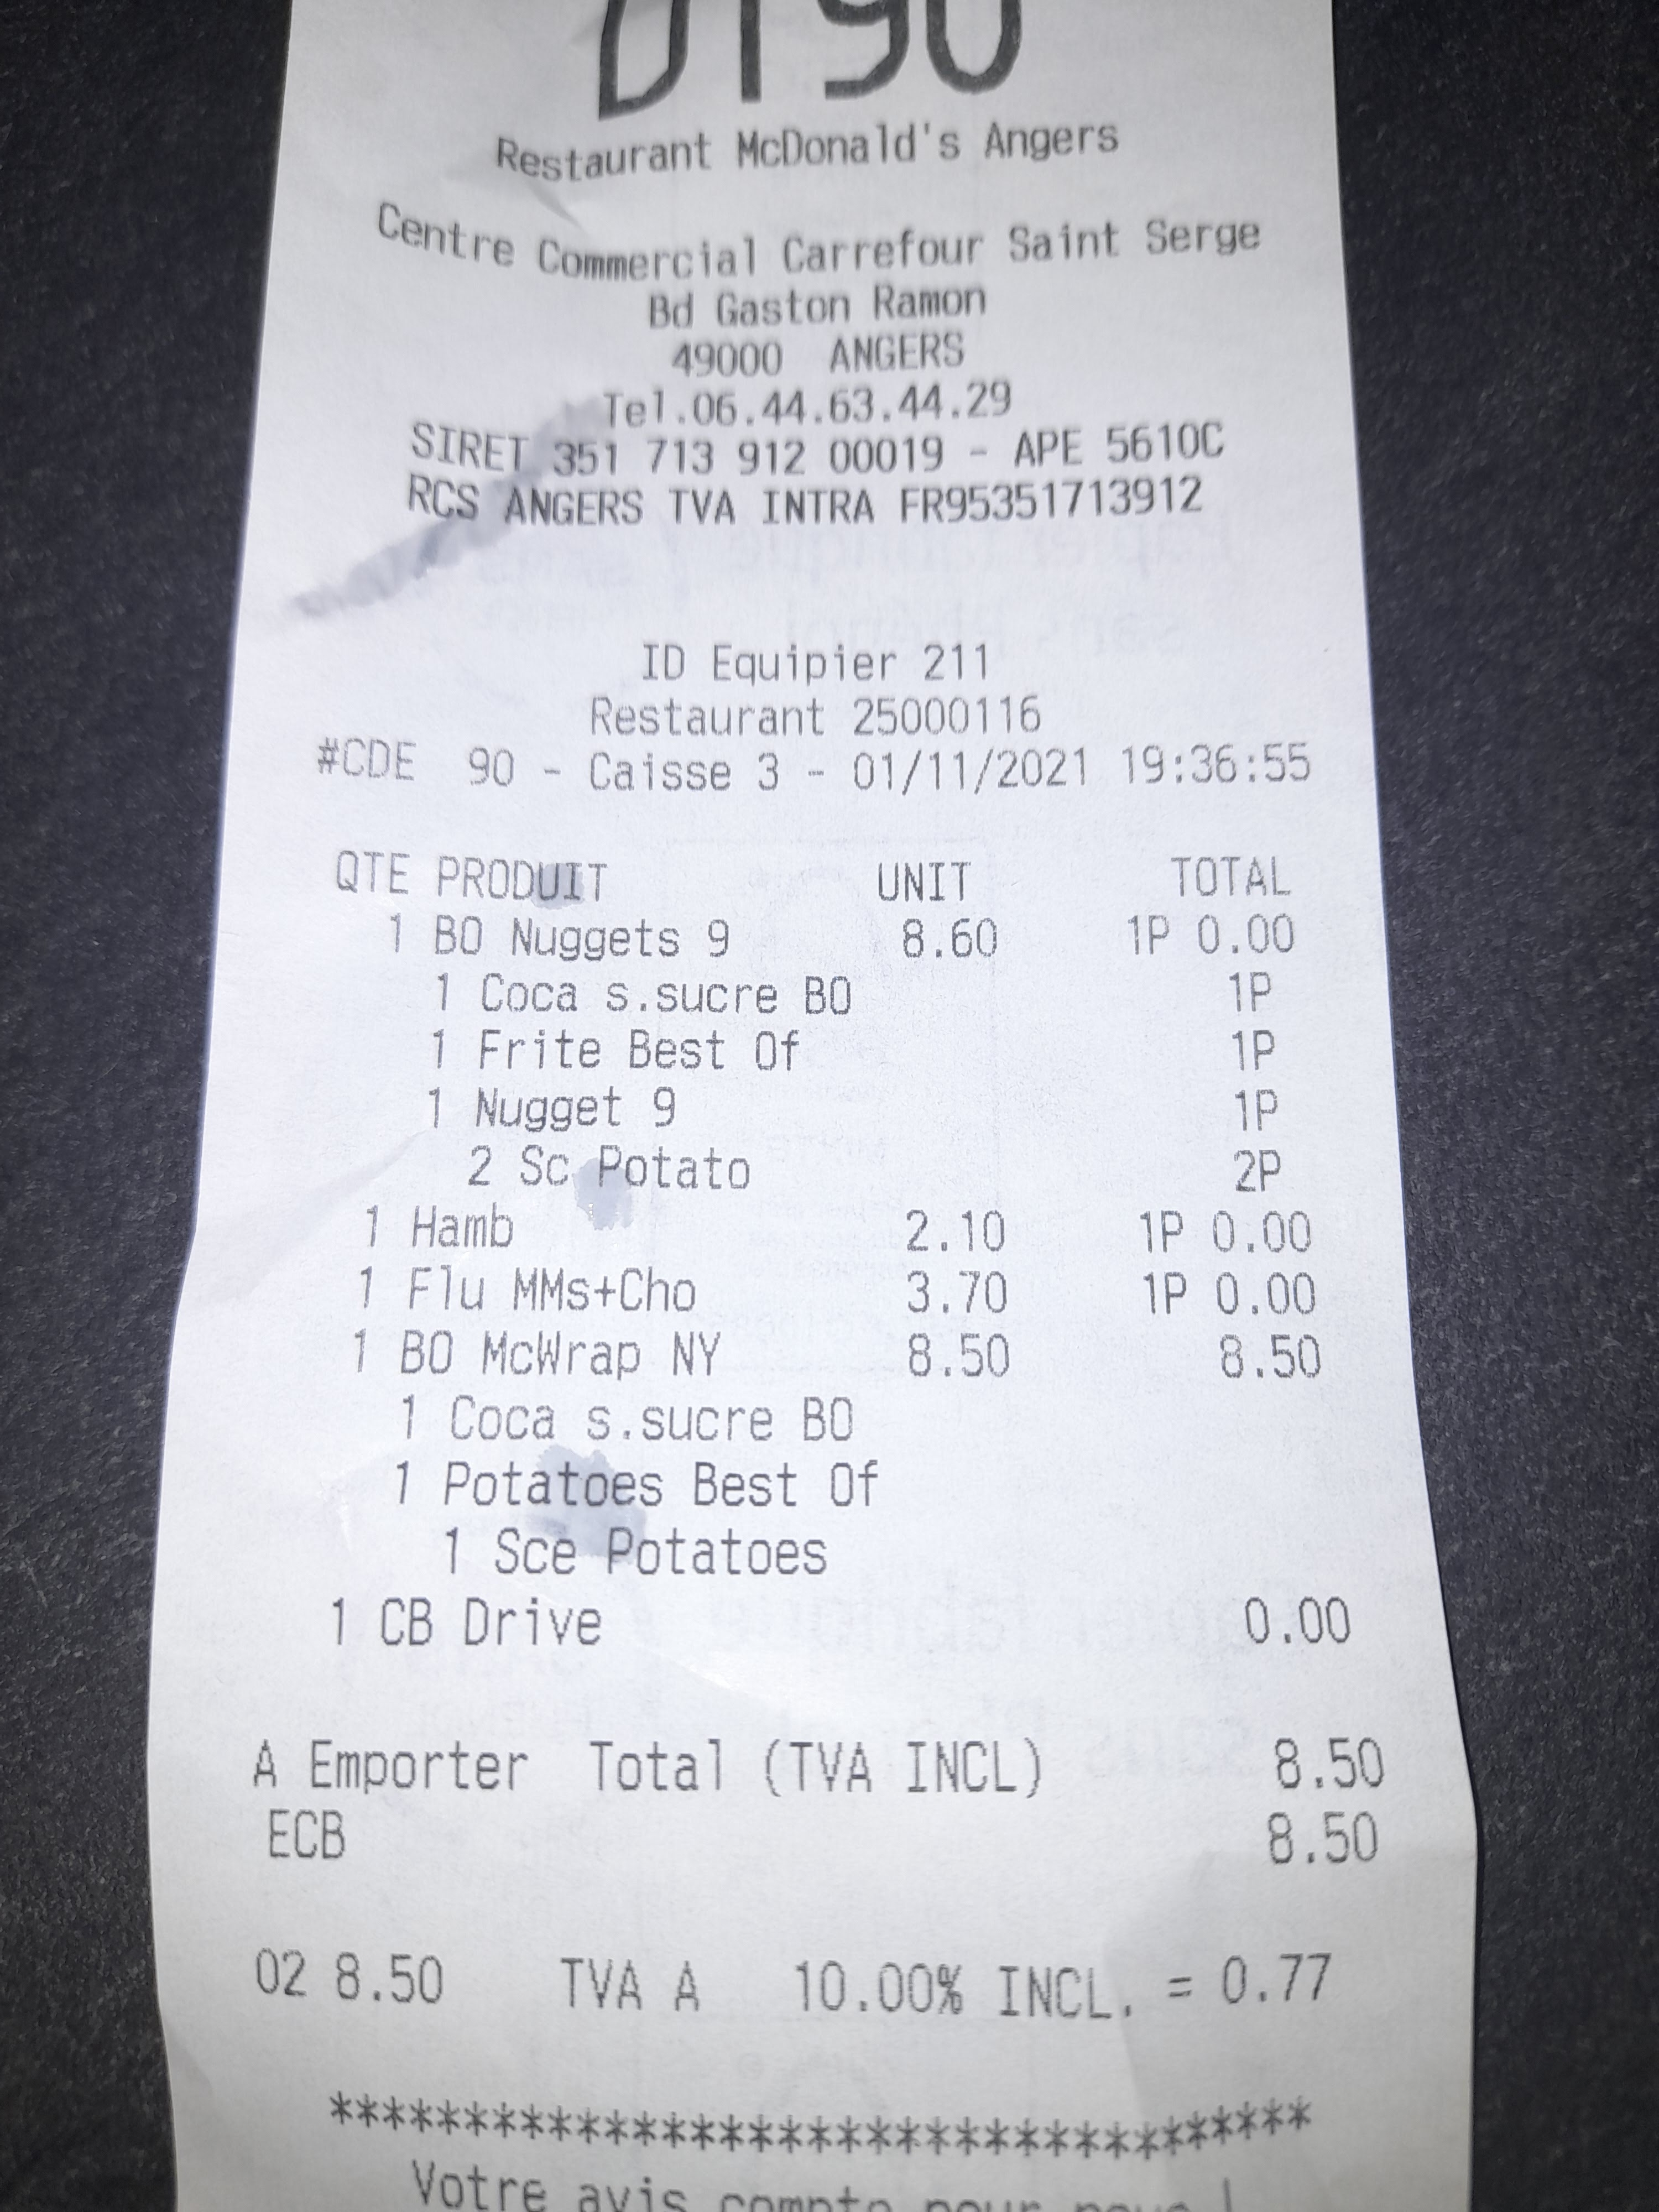 DT90
Restaurant McDonald's Angers
Centre Commercial Carrefour Saint Serge
Bd Gaston Ramon
49000 ANGERS
Tel.06.44.63.44.29
SIRET 351 713 912 00019 - APE 5610C
RCS ANGERS TVA INTRA FR95351713912
ID Equipier 211
Restaurant 25000116
#CDE 90 - Caisse 3 - 01/11/2021 19:36:55
QTE PRODUIT UNIT TOTAL
1 BO Nuggets 9 8.60 1P 0.00
1 Coca s.sucre BO 1P
1 Frite Best Of 1P
1 Nugget 9 1P
2 Sc Potato 2P
1 Hamb 2.10 1P 0.00
1 Flu MMs+Cho 3.70 1P 0.00
1 BO McWrap NY 8.50 8.50
1 Coca s.sucre BO
1 Potatoes Best Of
1 Sce Potatoes
1 CB Drive 0.00
A Emporter Total (TVA INCL) 8.50
ECB 8.50
02 8.50 TVA A 10.00% INCL. = 0.77
***********************************
Votre avis compte pour nous !